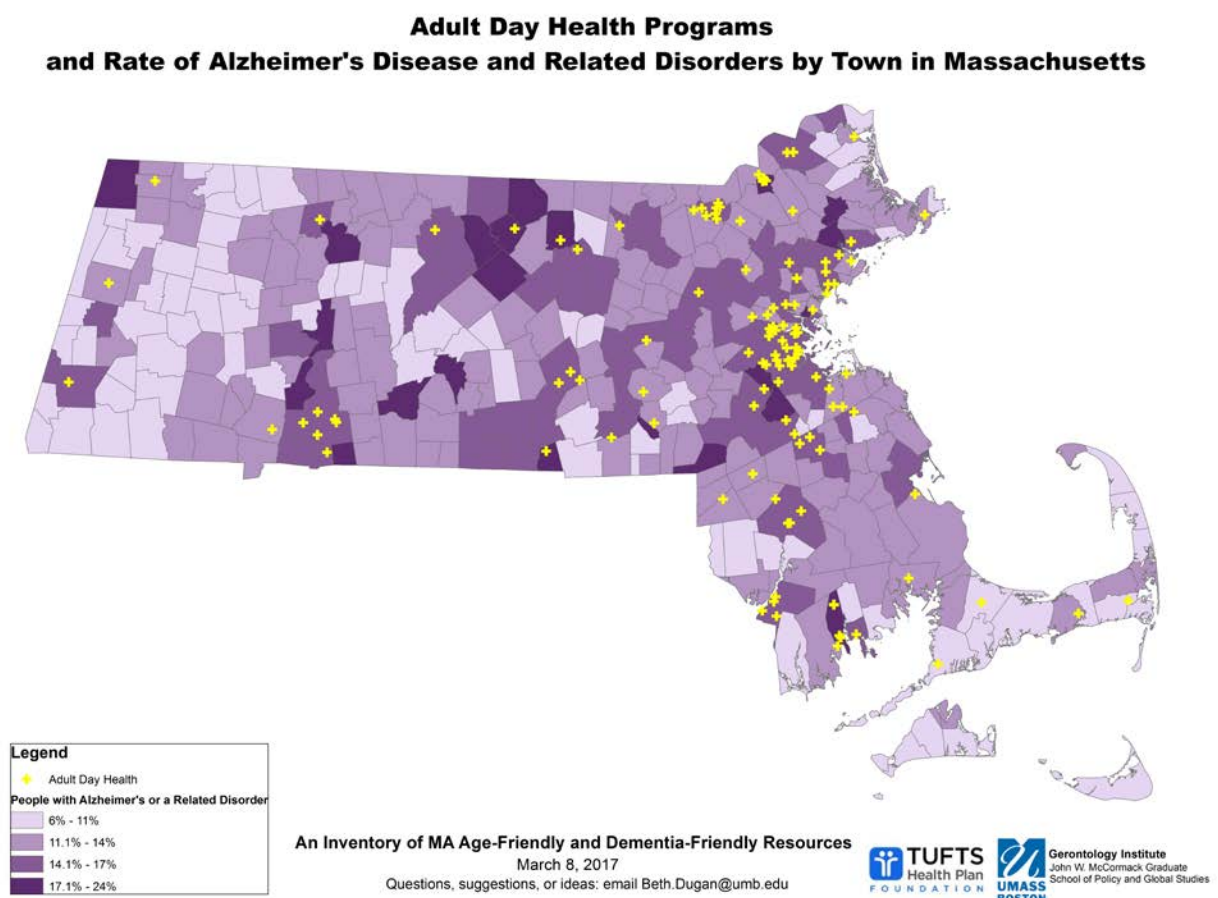 Adult Day Health Programs
and Rate of Alzheimer's Disease and Related Disorders by Town in Massachusetts
Legend
Adult Day Health
People with Alzheimer's or a Related Disorder
6% - 11%
11.1% - 14%
14.1% - 17%
17.1% - 24%
An Inventory of MA Age-Friendly and Dementia-Friendly Resources
March 8, 2017
Questions, suggestions, or ideas: email Beth.Dugan@umb.edu
TUFTS
Health Plan
FOUNDATION
UMASS
BOSTON
Gerontology Institute
John W. McCormack Graduate
School of Policy and Global Studies